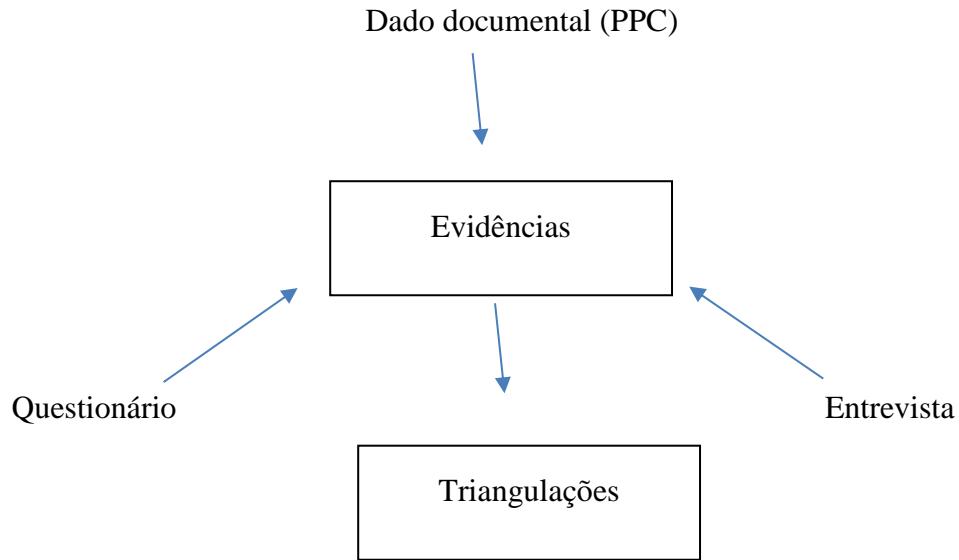 Dado documental (PPC)
Evidências
Questionário
Entrevista
Triangulações